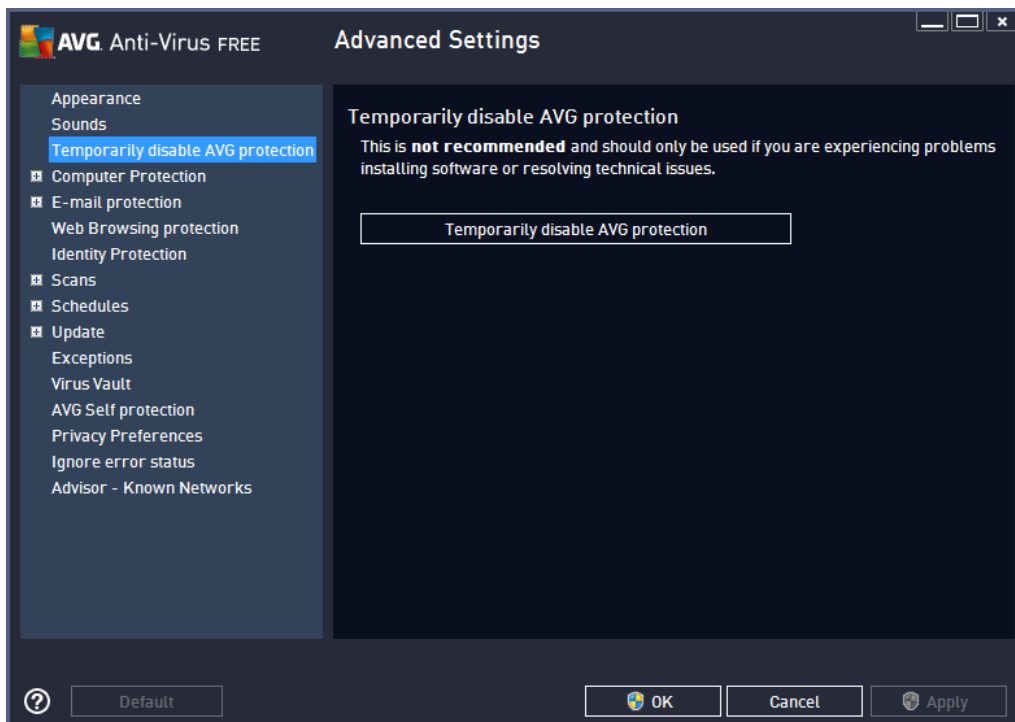 AVG. Anti-Virus FREE
Advanced Settings
Appearance
Sounds
Temporarily disable AVG protection
Computer Protection
E-mail protection
Web Browsing protection
Identity Protection
Scans
Schedules
Update
Exceptions
Virus Vault
AVG Self protection
Privacy Preferences
Ignore error status
Advisor - Known Networks
Temporarily disable AVG protection
This is not recommended and should only be used if you are experiencing problems
installing software or resolving technical issues.
Temporarily disable AVG protection
Default
OK
Cancel
Apply